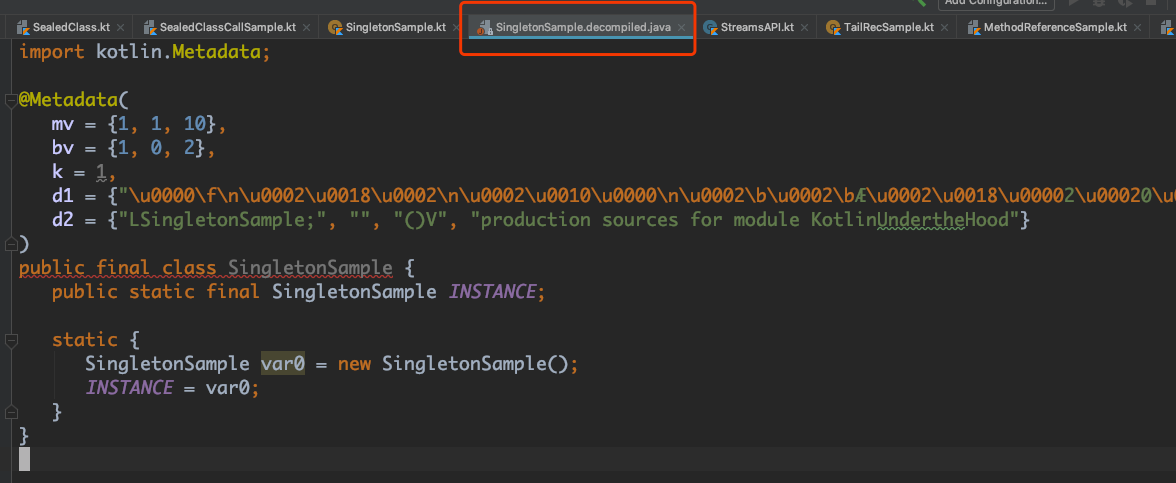 Add Configuration...
SealedClass.kt SealedClassCallSample.kt SingletonSample.kt SingletonSample.decompiled.java StreamsAPI.kt TailRecSample.kt MethodReferenceSample.kt
import kotlin.Metadata;
@Metadata(
mv = {1, 1, 10},
bv = {1, 0, 2},
k = 1,
d1 = {"\u0000\f\n\u0002\u0018\u0002\n\u0002\u0010\u0000\n\u0002\b\u0002\bÆ\u0002\u0018\u00002\u00020\u
d2 = {"LSingletonSample;", "", "()V", "production sources for module KotlinUndertheHood"}
)
public final class SingletonSample {
public static final SingletonSample INSTANCE;
static {
SingletonSample var0 = new SingletonSample();
INSTANCE = var0;
}
}